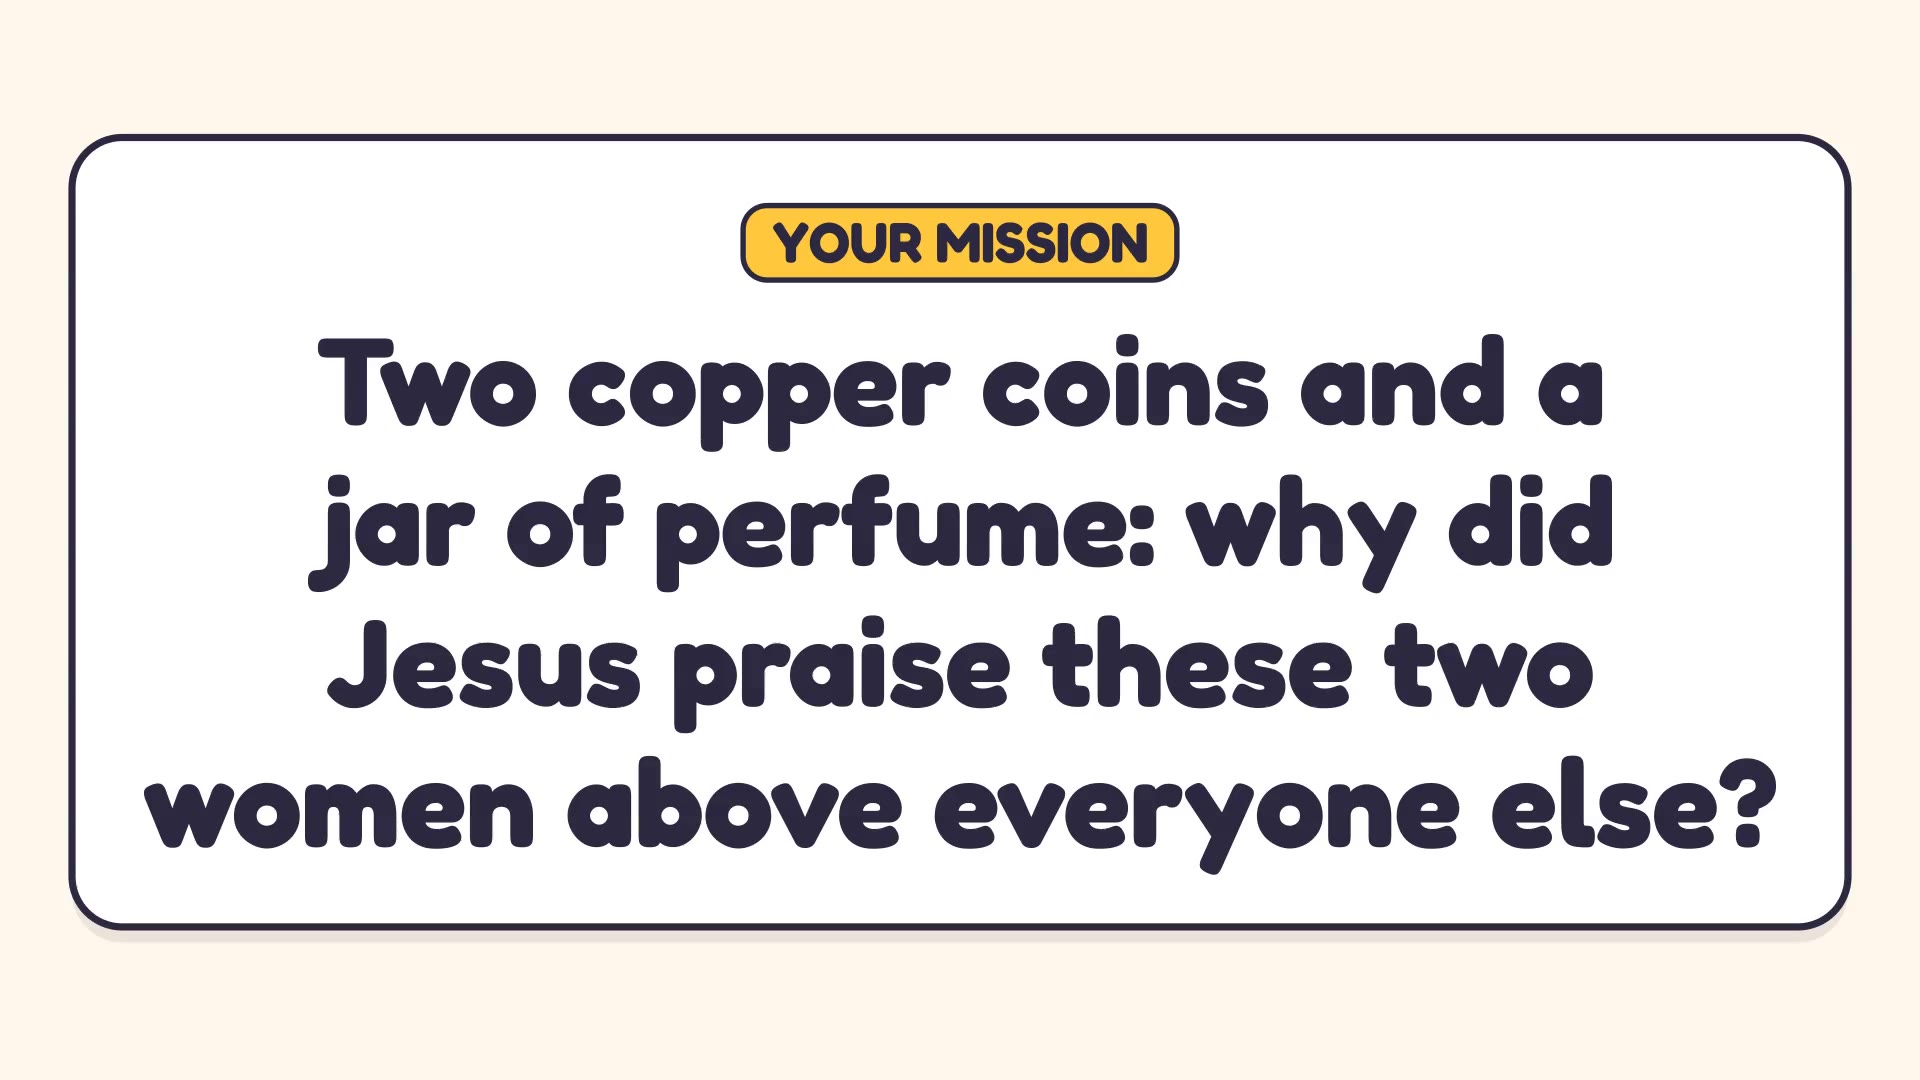 YOUR MISSION
Two copper coins and a
jar of perfume: why did
Jesus praise these two
women above everyone else?